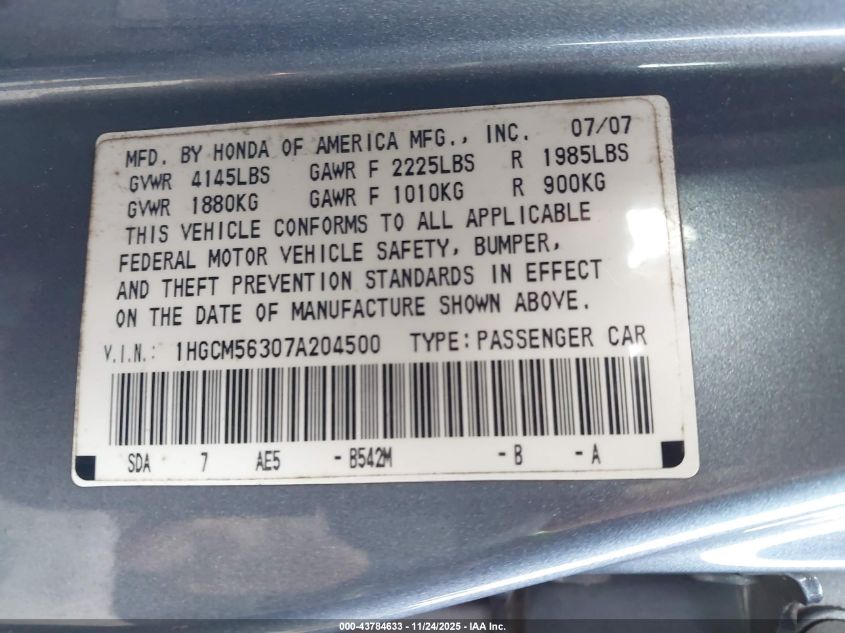 MFD. BY HONDA OF AMERICA MFG., INC. 07/07
GVWR 4145LBS GAWR F 2225LBS R 1985LBS
GVWR 1880KG GAWR F 1010KG R 900KG
THIS VEHICLE CONFORMS TO ALL APPLICABLE
FEDERAL MOTOR VEHICLE SAFETY, BUMPER,
AND THEFT PREVENTION STANDARDS IN EFFECT
ON THE DATE OF MANUFACTURE SHOWN ABOVE.
V.I.N.: 1HGCM56307A204500 TYPE: PASSENGER CAR
SDA 7 AE5 -B542M -B -A
000-43784633 - 11/24/2025 - IAA Inc.